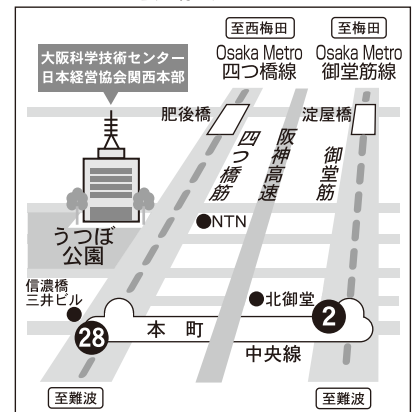 至西梅田
至梅田
Osaka Metro
四つ橋線
Osaka Metro
御堂筋線
大阪科学技術センター
日本経営協会関西本部
肥後橋
淀屋橋
四つ橋筋
阪神高速
御堂筋
NTN
うつぼ
公園
信濃橋
三井ビル
北御堂
2
28
本町
中央線
至難波
至難波